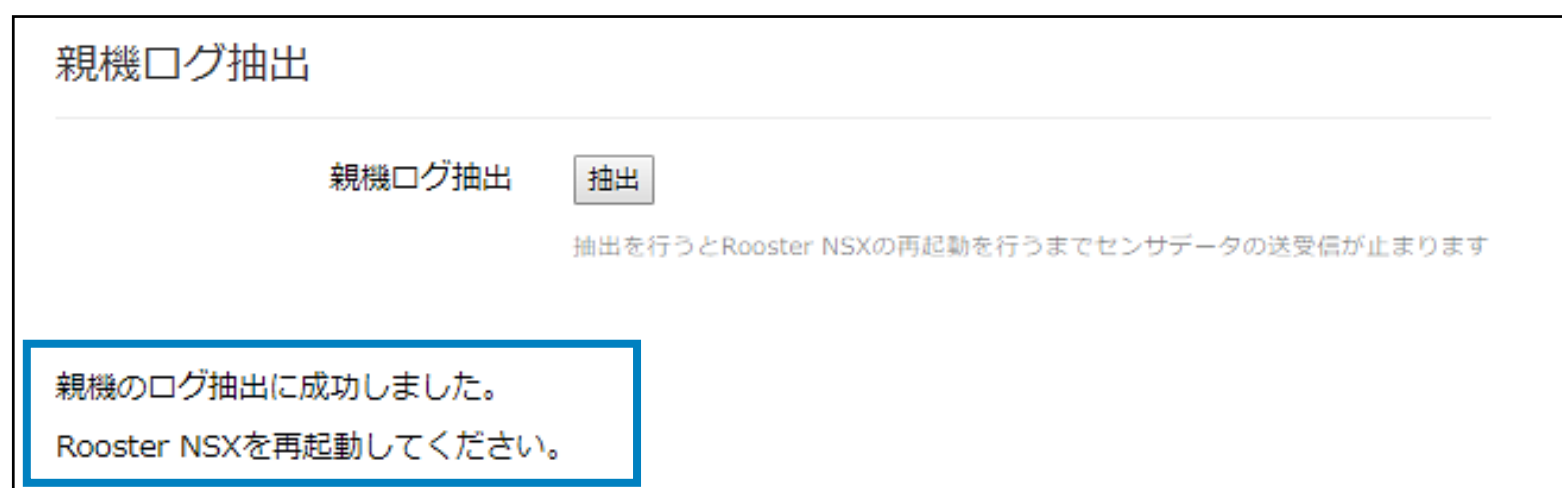 親機ログ抽出
親機ログ抽出 抽出
抽出を行うとRooster NSXの再起動を行うまでセンサデータの送受信が止まります
親機のログ抽出に成功しました。
Rooster NSXを再起動してください。